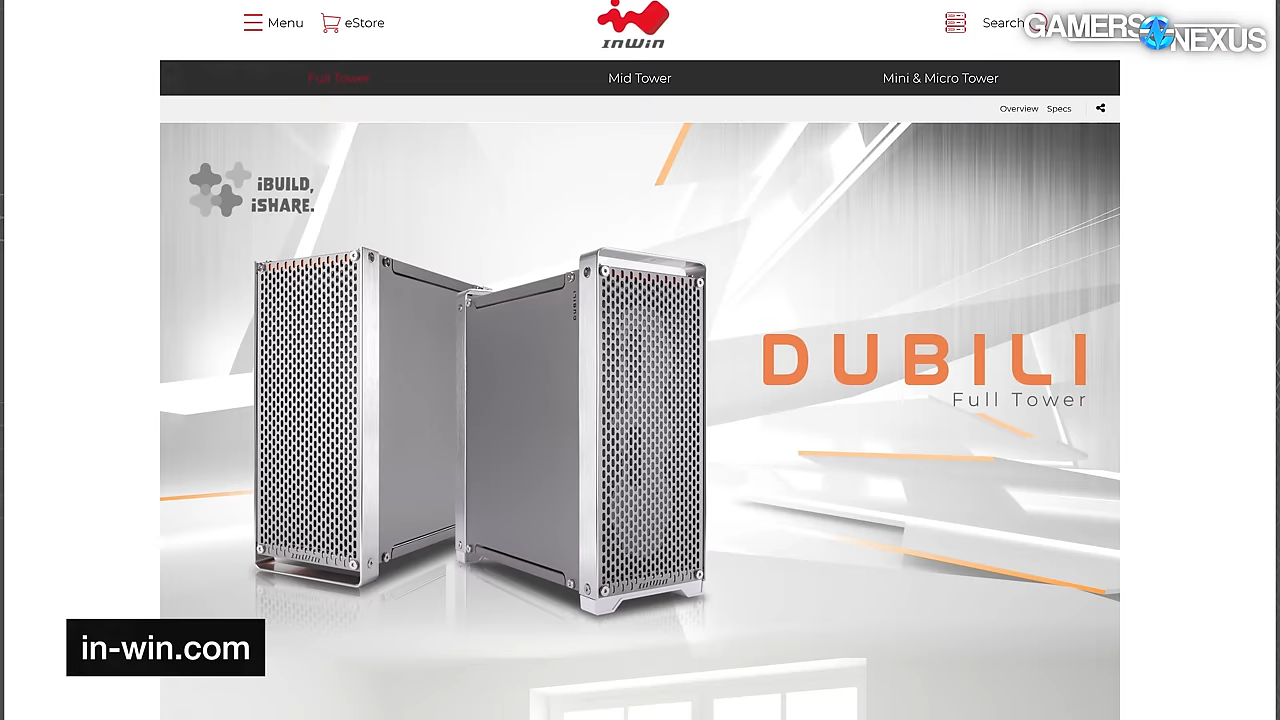 Menu
eStore
InWin
Search
GAMERS NEXUS
Full Tower
Mid Tower
Mini & Micro Tower
Overview
Specs
iBUILD,
iSHARE.
DUBILI
DUBILI
Full Tower
in-win.com